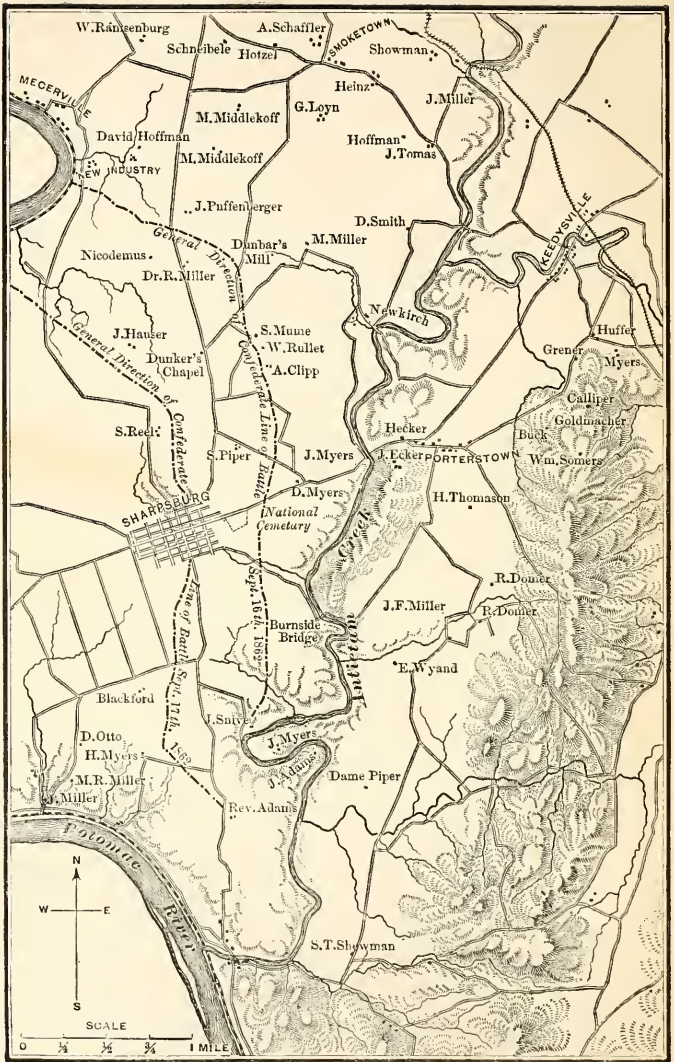 W. Rantsenburg
A. Schaffler
SMOKETOWN
Schneibele
Hotzel
Showman
Heinz
MECERVILLE
M. Middlekoff
G. Loyn
J. Miller
David Hoffman
Hoffman
J. Tomas
NEW INDUSTRY
M. Middlekoff
J. Puffenberger
D. Smith
KEEDYSVILLE
General Direction of Confederate Line of Battle Sept. 16th 1862
Dunbar's
Mill
M. Miller
Nicodemus
Dr. R. Miller
General Direction of Confederate Line of Battle Sept. 17th 1862
Newkirch
J. Hauser
S. Mume
W. Rullet
Huffer
Dunker's
Chapel
A. Clipp
Grener
Myers
Calliper
Goldmacher
S. Reel
Hecker
Buck
S. Piper
J. Myers
J. Ecker
PORTERSTOWN
Wm. Somers
D. Myers
SHARPSBURG
National
Cemetury
H. Thomason
Antietam Creek
R. Domer
J. F. Miller
R. Domer
Burnside
Bridge
E. Wyand
Blackford
J. Snive
D. Otto
J. Myers
H. Myers
J. Adams
M. R. Miller
Dame Piper
J. Miller
Rev. Adams
Potomac River
N
W
E
S
S. T. Showman
SCALE
0 ¼ ½ ¾ 1 MILE